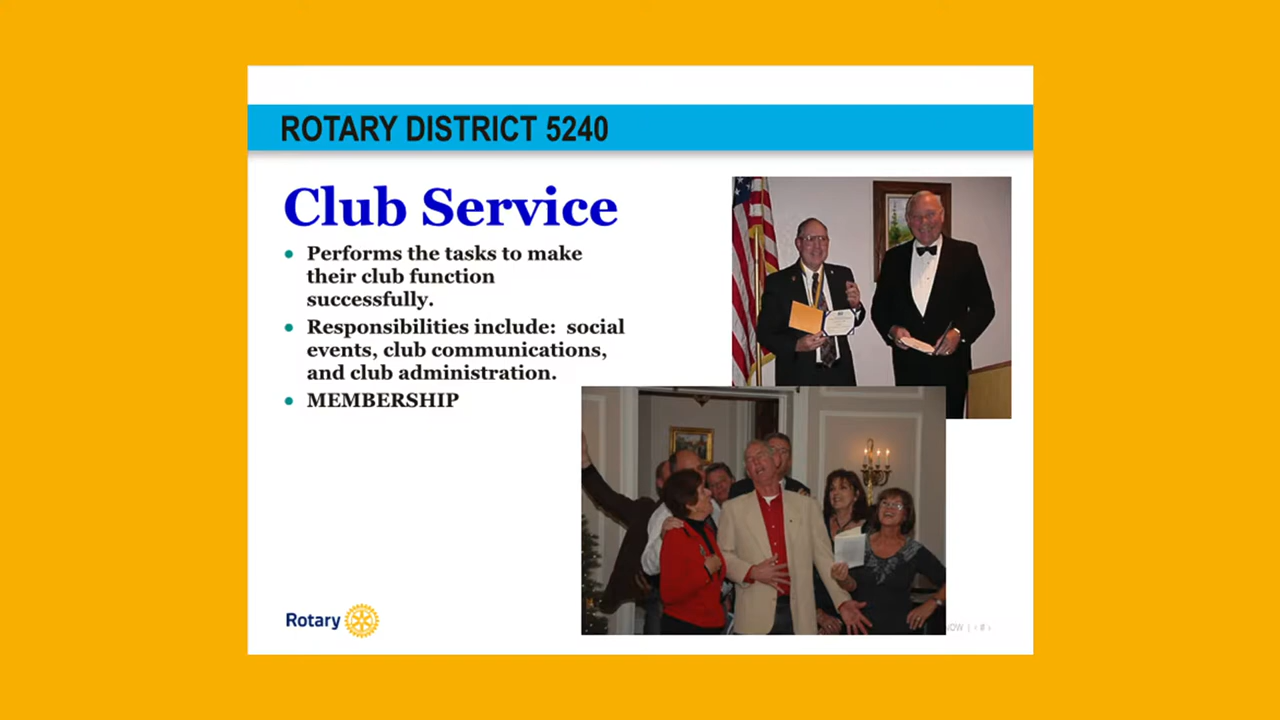 ROTARY DISTRICT 5240
Club Service
• Performs the tasks to make
their club function
successfully.
• Responsibilities include:  social
events, club communications,
and club administration.
• MEMBERSHIP
Rotary